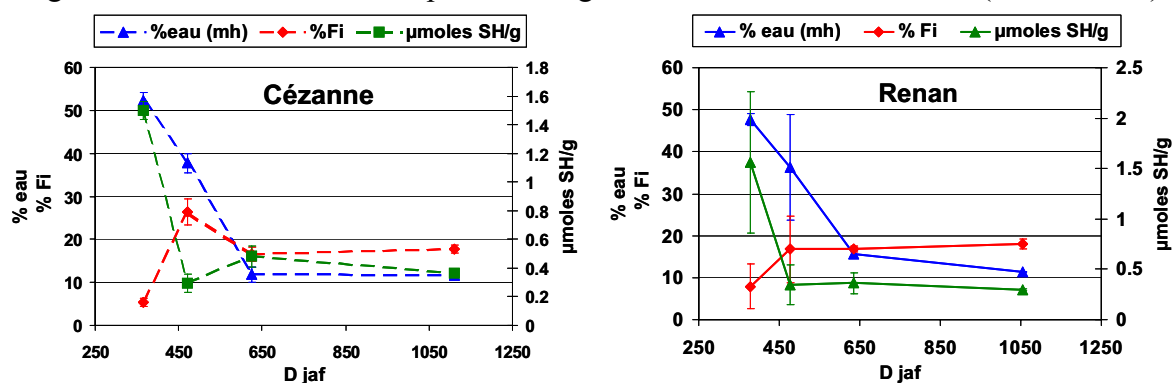 %eau (mh) %Fi µmoles SH/g
Cézanne
60
50
40
30
20
10
0
% eau
% Fi
1.8
1.6
1.4
1.2
1
0.8
0.6
0.4
0.2
0
µmoles SH/g
250 450 650 850 1050 1250
D jaf
% eau (mh) % Fi µmoles SH/g
Renan
60
50
40
30
20
10
0
% eau
% Fi
2.5
2
1.5
1
0.5
0
µmoles SH/g
250 450 650 850 1050 1250
D jaf